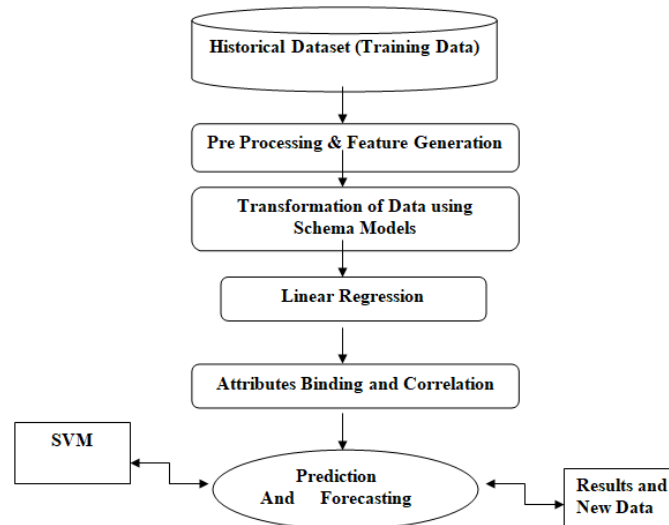 Historical Dataset (Training Data)
Pre Processing & Feature Generation
Transformation of Data using
Schema Models
Linear Regression
Attributes Binding and Correlation
SVM
Prediction
And Forecasting
Results and
New Data